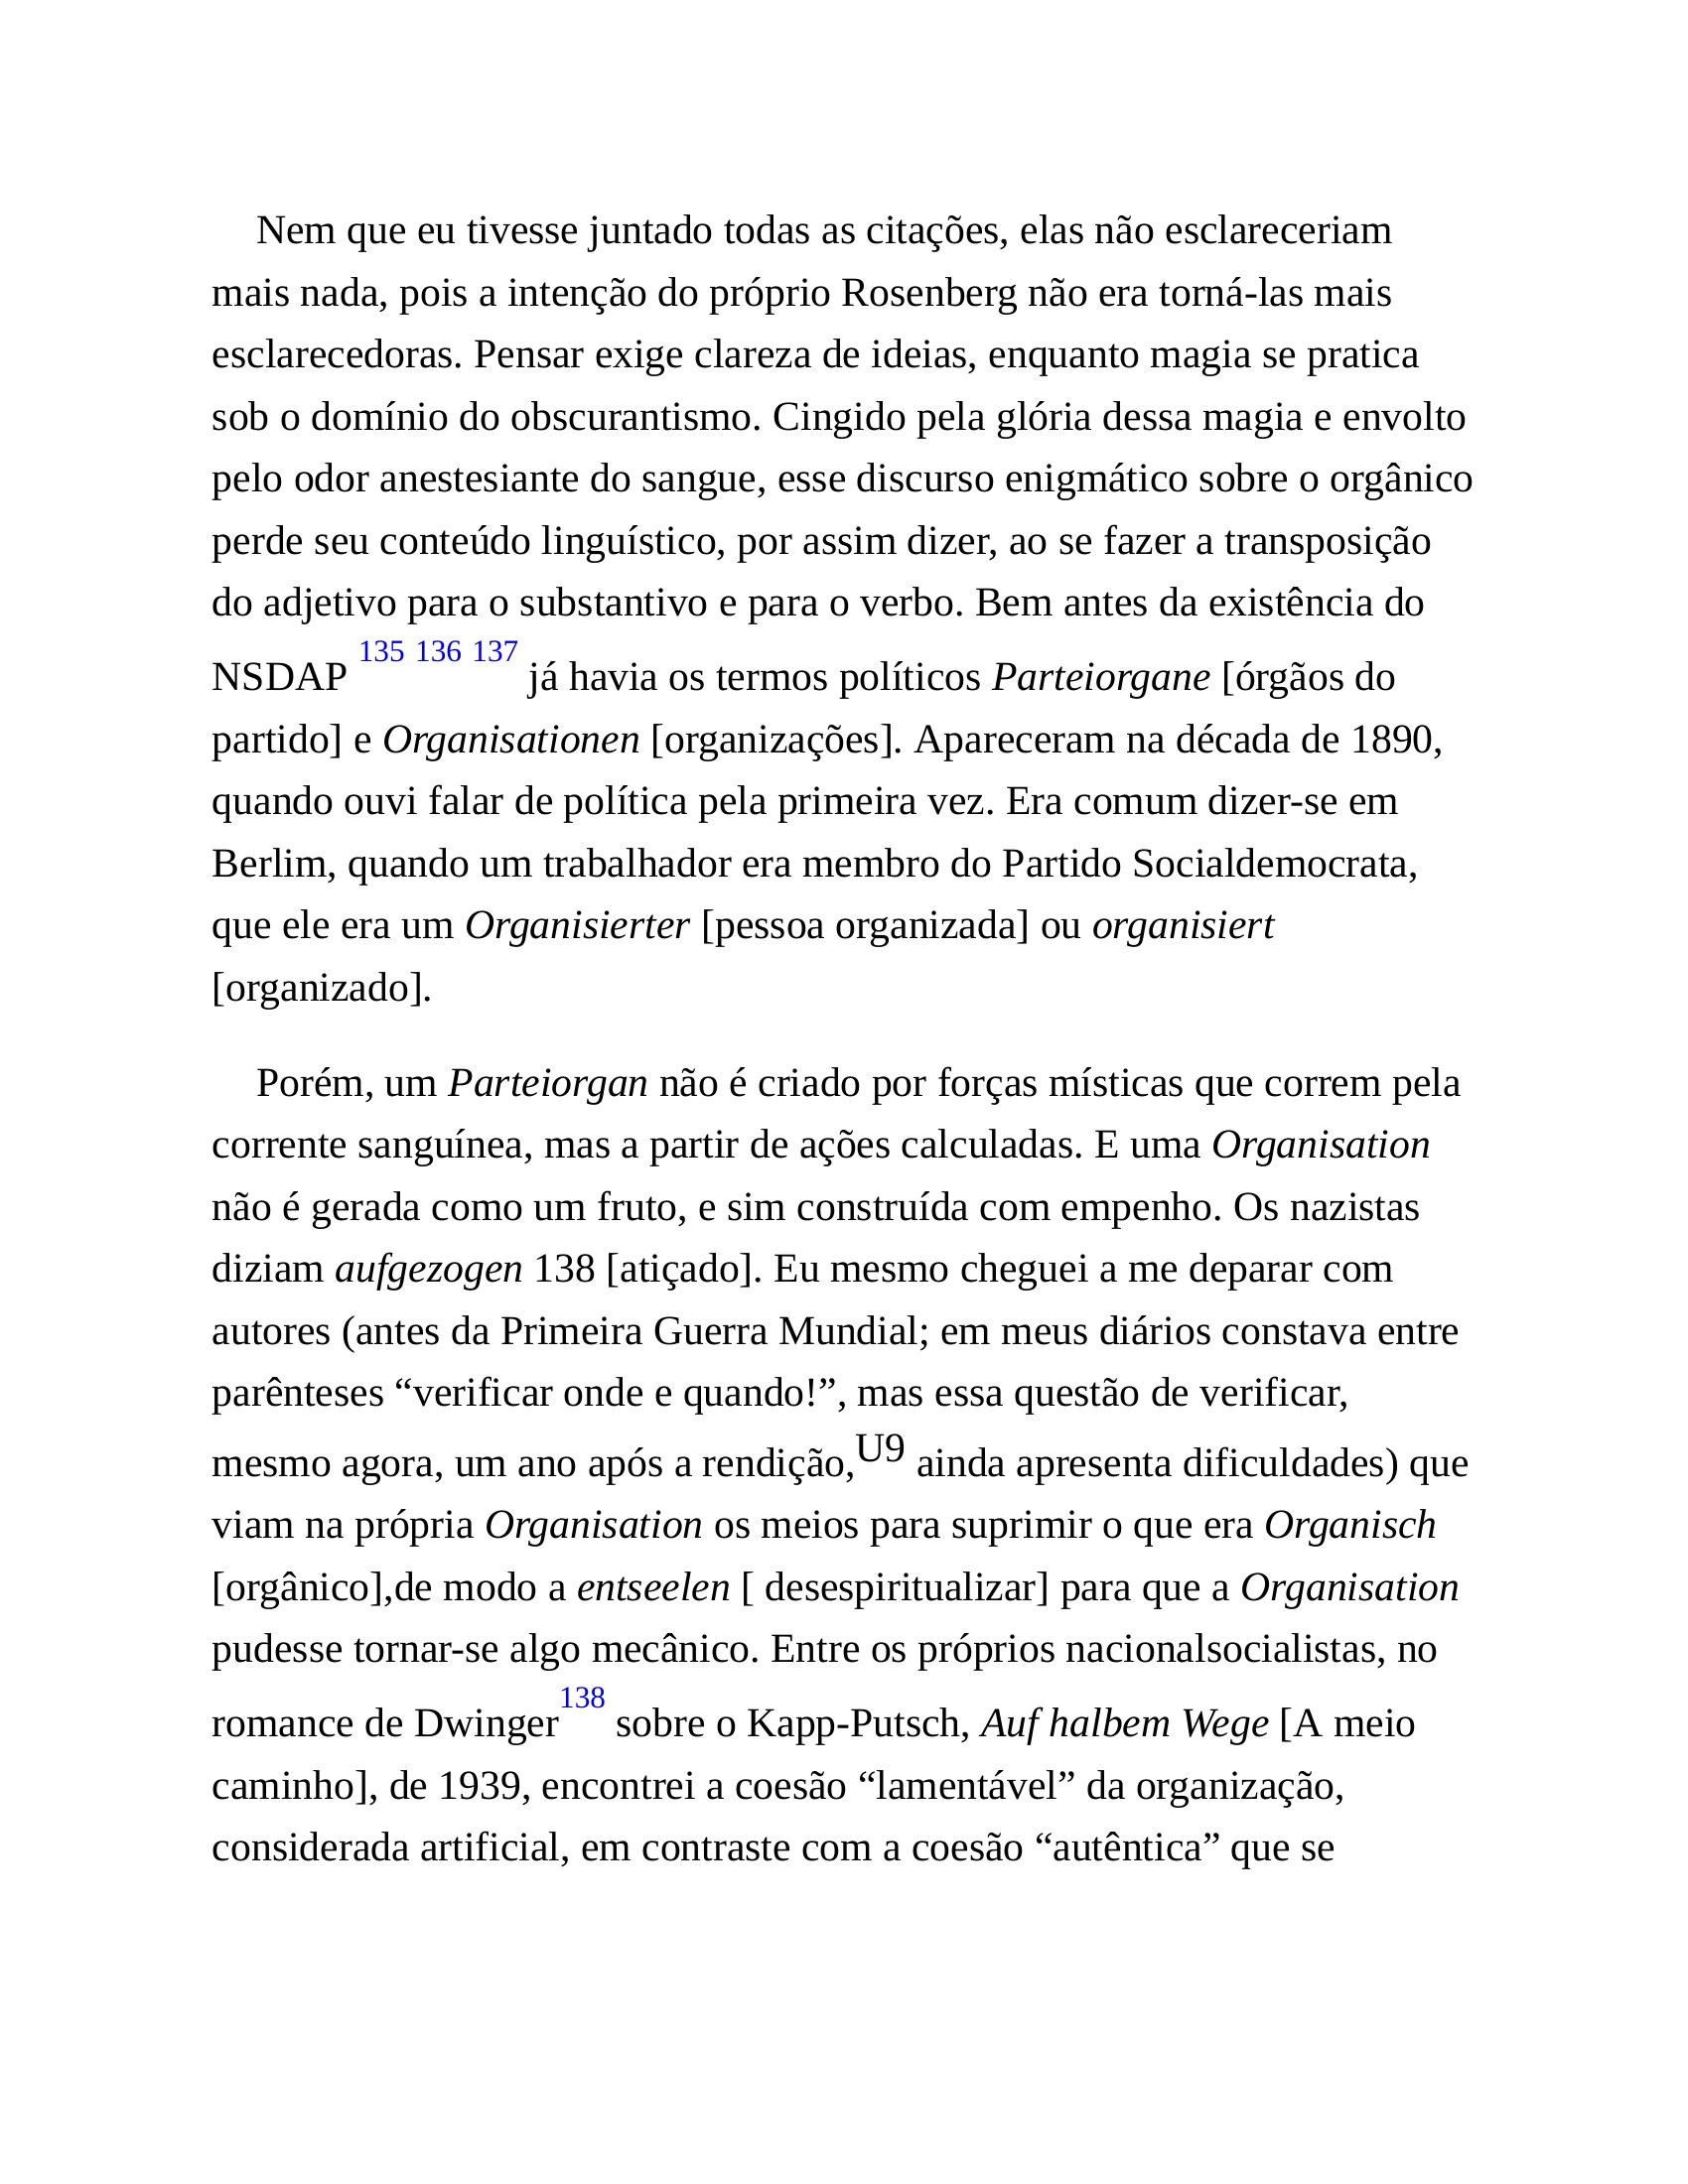 Nem que eu tivesse juntado todas as citações, elas não esclareceriam
mais nada, pois a intenção do próprio Rosenberg não era torná-las mais
esclarecedoras. Pensar exige clareza de ideias, enquanto magia se pratica
sob o domínio do obscurantismo. Cingido pela glória dessa magia e envolto
pelo odor anestesiante do sangue, esse discurso enigmático sobre o orgânico
perde seu conteúdo linguístico, por assim dizer, ao se fazer a transposição
do adjetivo para o substantivo e para o verbo. Bem antes da existência do
NSDAP 135 136 137 já havia os termos políticos Parteiorgane [órgãos do
partido] e Organisationen [organizações]. Apareceram na década de 1890,
quando ouvi falar de política pela primeira vez. Era comum dizer-se em
Berlim, quando um trabalhador era membro do Partido Socialdemocrata,
que ele era um Organisierter [pessoa organizada] ou organisiert
[organizado].
Porém, um Parteiorgan não é criado por forças místicas que correm pela
corrente sanguínea, mas a partir de ações calculadas. E uma Organisation
não é gerada como um fruto, e sim construída com empenho. Os nazistas
diziam aufgezogen 138 [atiçado]. Eu mesmo cheguei a me deparar com
autores (antes da Primeira Guerra Mundial; em meus diários constava entre
parênteses “verificar onde e quando!”, mas essa questão de verificar,
mesmo agora, um ano após a rendição,U9 ainda apresenta dificuldades) que
viam na própria Organisation os meios para suprimir o que era Organisch
[orgânico],de modo a entseelen [ desespiritualizar] para que a Organisation
pudesse tornar-se algo mecânico. Entre os próprios nacionalsocialistas, no
romance de Dwinger138 sobre o Kapp-Putsch, Auf halbem Wege [A meio
caminho], de 1939, encontrei a coesão “lamentável” da organização,
considerada artificial, em contraste com a coesão “autêntica” que se